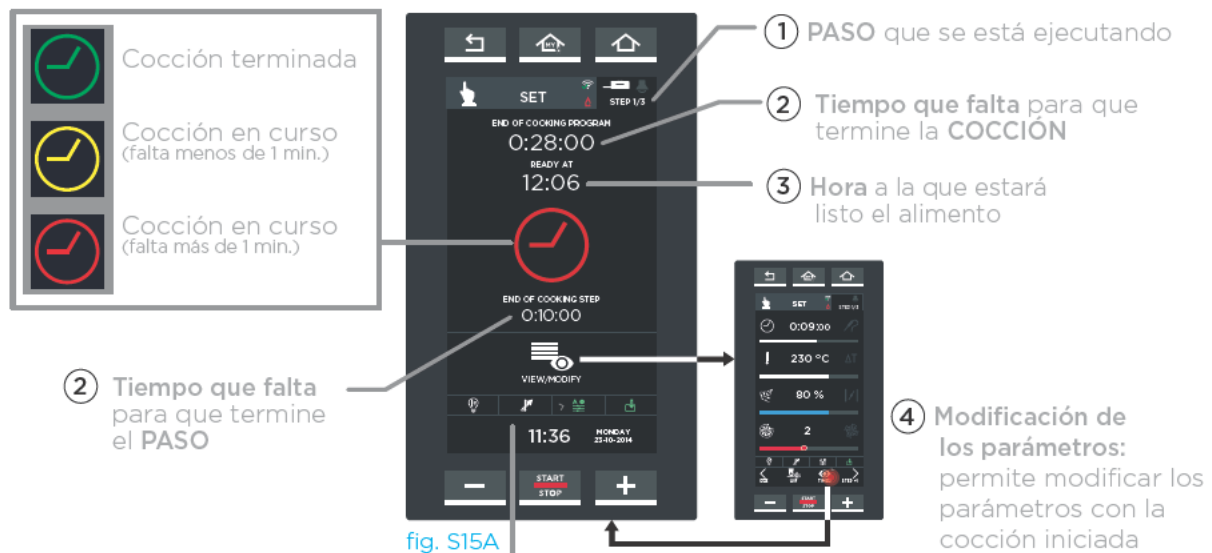 Cocción terminada
Cocción en curso
(falta menos de 1 min.)
Cocción en curso
(falta más de 1 min.)
MY
SET
STEP 1/3
END OF COOKING PROGRAM
0:28:00
READY AT
12:06
END OF COOKING STEP
0:10:00
VIEW/MODIFY
11:36
MONDAY
23-10-2014
START
STOP
fig. S15A
1 PASO que se está ejecutando
2 Tiempo que falta para que
termine la COCCIÓN
3 Hora a la que estará
listo el alimento
2 Tiempo que falta
para que termine
el PASO
SET
STEP 1/3
0:09:00
230 °C ΔT
80 %
2
START
STOP
4 Modificación de
los parámetros:
permite modificar los
parámetros con la
cocción iniciada